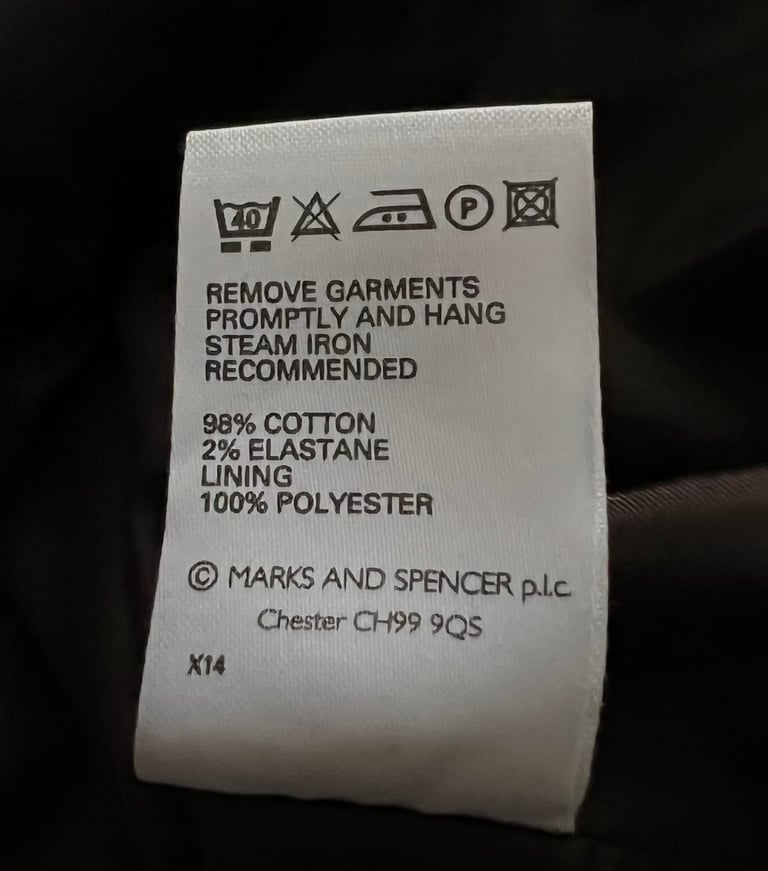 40
P
REMOVE GARMENTS
PROMPTLY AND HANG
STEAM IRON
RECOMMENDED
98% COTTON
2% ELASTANE
LINING
100% POLYESTER
© MARKS AND SPENCER p.l.c.
Chester CH99 9QS
X14